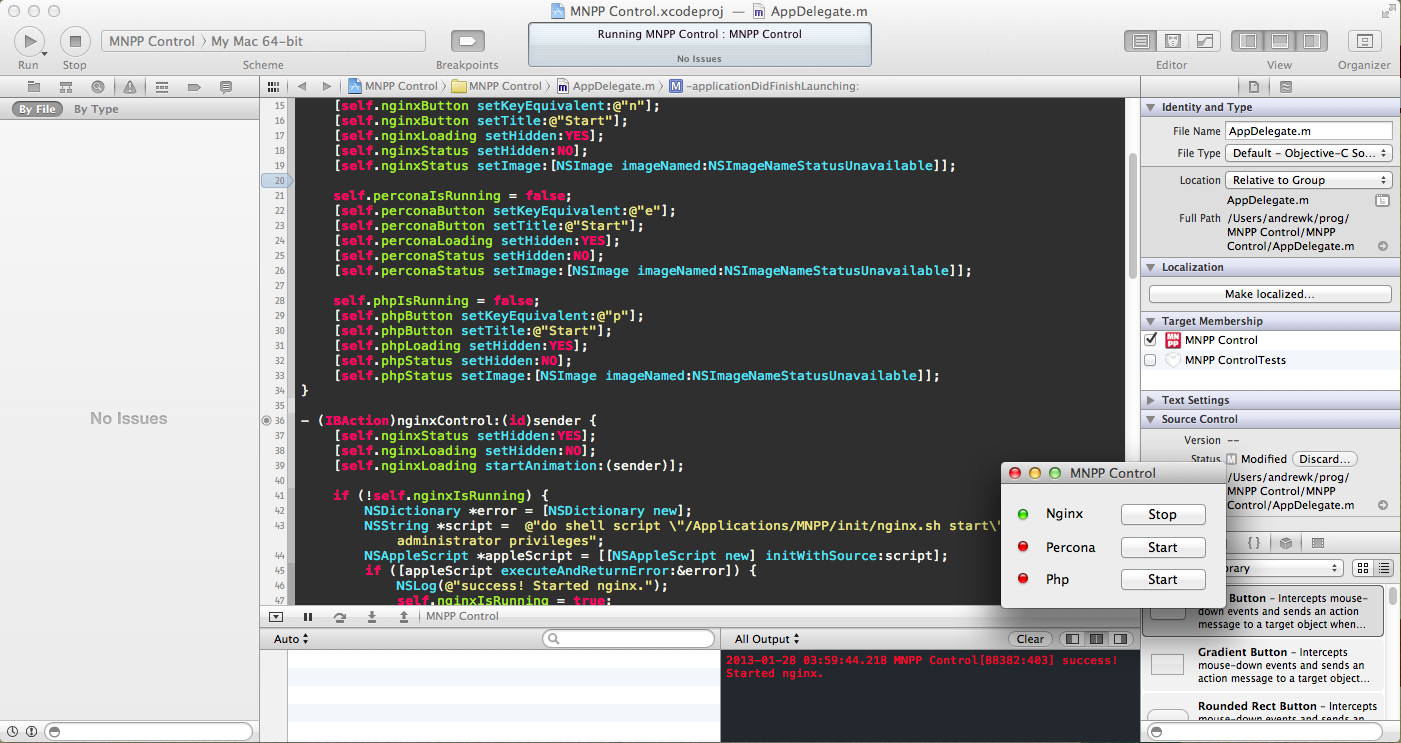 MNPP Control.xcodeproj — AppDelegate.m
Run
Stop
MNPP Control 〉 My Mac 64-bit
Scheme
Breakpoints
Running MNPP Control : MNPP Control
No Issues
Editor
View
Organizer
By File
By Type
No Issues
MNPP Control 〉 MNPP Control 〉 AppDelegate.m 〉 M -applicationDidFinishLaunching:
15 [self.nginxButton setKeyEquivalent:@"n"];
16 [self.nginxButton setTitle:@"Start"];
17 [self.nginxLoading setHidden:YES];
18 [self.nginxStatus setHidden:NO];
19 [self.nginxStatus setImage:[NSImage imageNamed:NSImageNameStatusUnavailable]];
20
21 self.perconaIsRunning = false;
22 [self.perconaButton setKeyEquivalent:@"e"];
23 [self.perconaButton setTitle:@"Start"];
24 [self.perconaLoading setHidden:YES];
25 [self.perconaStatus setHidden:NO];
26 [self.perconaStatus setImage:[NSImage imageNamed:NSImageNameStatusUnavailable]];
27
28 self.phpIsRunning = false;
29 [self.phpButton setKeyEquivalent:@"p"];
30 [self.phpButton setTitle:@"Start"];
31 [self.phpLoading setHidden:YES];
32 [self.phpStatus setHidden:NO];
33 [self.phpStatus setImage:[NSImage imageNamed:NSImageNameStatusUnavailable]];
34 }
35
36 - (IBAction)nginxControl:(id)sender {
37 [self.nginxStatus setHidden:YES];
38 [self.nginxLoading setHidden:NO];
39 [self.nginxLoading startAnimation:(sender)];
40
41 if (!self.nginxIsRunning) {
42 NSDictionary *error = [NSDictionary new];
43 NSString *script = @"do shell script \"/Applications/MNPP/init/nginx.sh start\
administrator privileges";
44 NSAppleScript *appleScript = [[NSAppleScript new] initWithSource:script];
45 if ([appleScript executeAndReturnError:&error]) {
46 NSLog(@"success! Started nginx.");
47 self.nginxIsRunning = true;
MNPP Control
Auto
All Output
Clear
2013-01-28 03:59:44.218 MNPP Control[88382:403] success!
Started nginx.
Identity and Type
File Name AppDelegate.m
File Type Default - Objective-C So...
Location Relative to Group
AppDelegate.m
Full Path /Users/andrewk/prog/
MNPP Control/MNPP
Control/AppDelegate.m
Localization
Make localized...
Target Membership
MNPP Control
MNPP ControlTests
Text Settings
Source Control
Version --
Status M Modified Discard...
/Users/andrewk/prog/
MNPP Control/MNPP
Control/AppDelegate.m
MNPP Control
Nginx Stop
Percona Start
Php Start
{ }
Button - Intercepts mouse-
down events and sends an action
message to a target object when...
Gradient Button - Intercepts
mouse-down events and sends an
action message to a target object...
Rounded Rect Button - Intercepts
mouse-down events and sends an